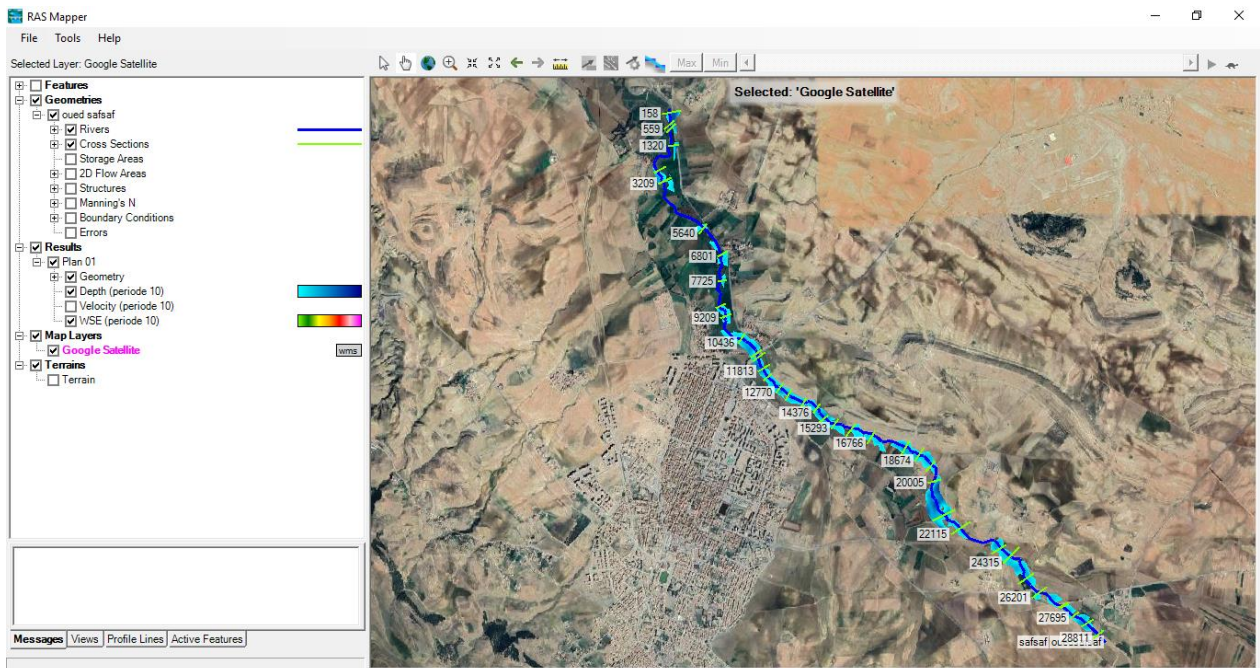 RAS Mapper
File Tools Help
Selected Layer: Google Satellite
Max Min
Features
Geometries
oued safsaf
Rivers
Cross Sections
Storage Areas
2D Flow Areas
Structures
Manning's N
Boundary Conditions
Errors
Results
Plan 01
Geometry
Depth (periode 10)
Velocity (periode 10)
WSE (periode 10)
Map Layers
Google Satellite wms
Terrains
Terrain
Messages Views Profile Lines Active Features
Selected: 'Google Satellite'
158
559
1320
3209
5640
6801
7725
9209
10436
11813
12770
14376
15293
16766
18674
20005
22115
24315
26201
27695
28811
safsaf